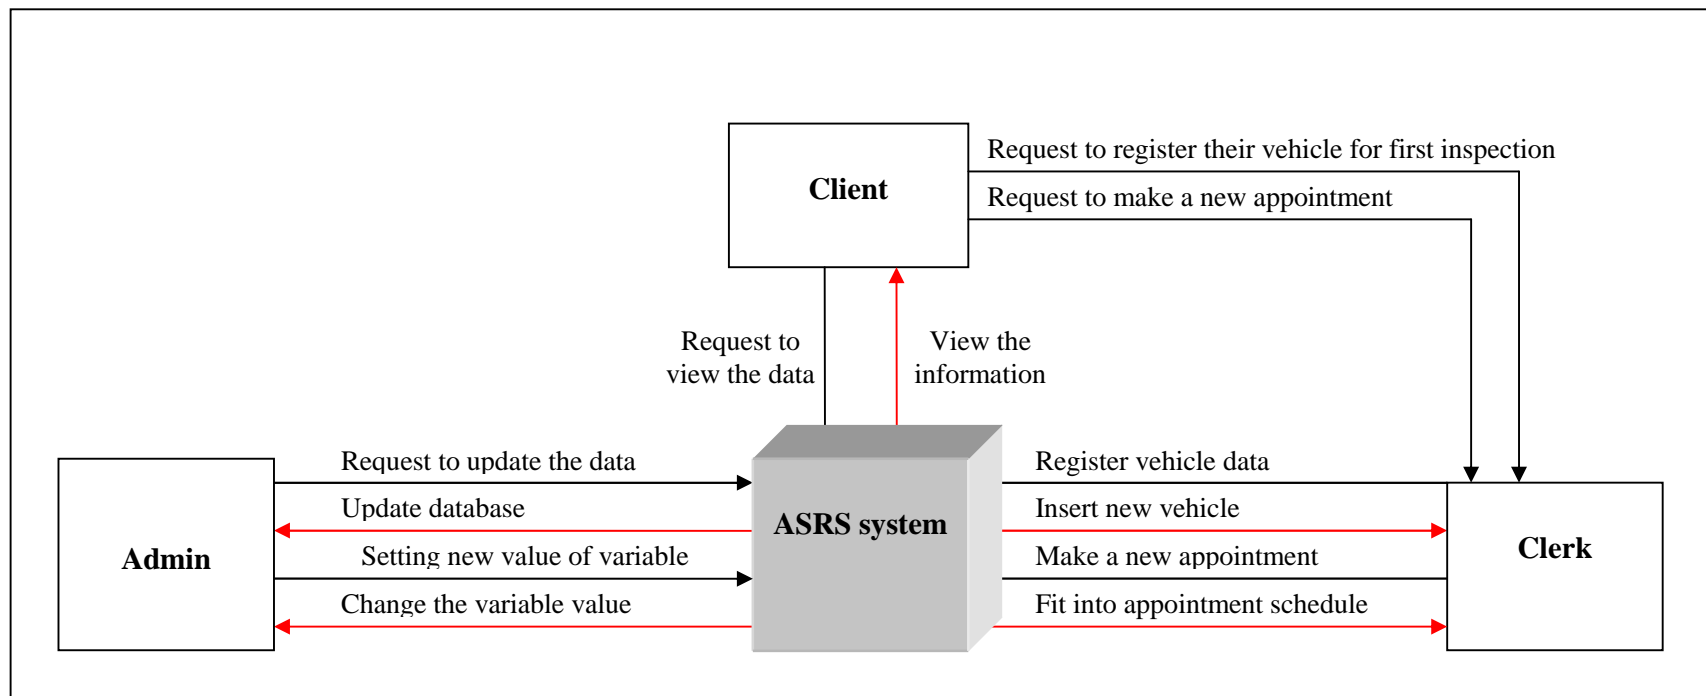 Request to register their vehicle for first inspection
Client
Request to make a new appointment
Request to
view the data
View the
information
Request to update the data
Update database
Setting new value of variable
Change the variable value
Admin
ASRS system
Register vehicle data
Insert new vehicle
Make a new appointment
Fit into appointment schedule
Clerk